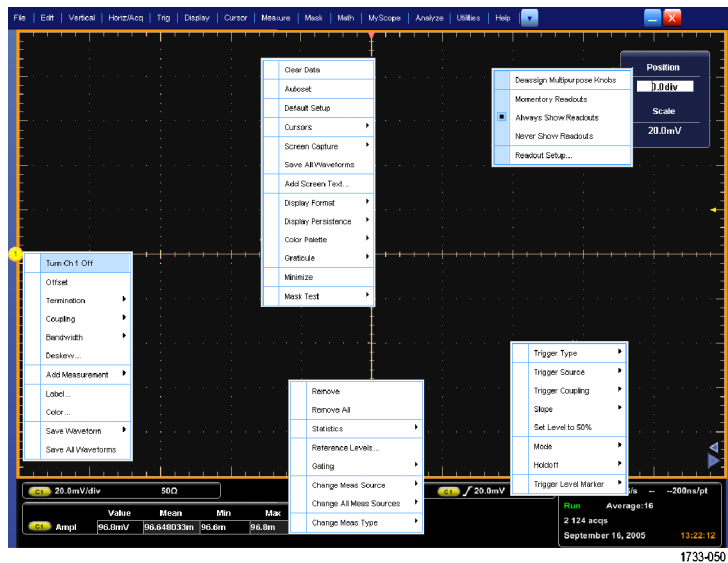 File | Edit | Vertical | Horiz/Acq | Trig | Display | Cursor | Measure | Mask | Math | MyScope | Analyze | Utilities | Help
Clear Data
Autoset
Default Setup
Cursors
Screen Capture
Save All Waveforms
Add Screen Text...
Display Format
Display Persistence
Color Palette
Graticule
Minimize
Mask Test
Deassign Multipurpose Knobs
Momentory Readouts
Always Show Readouts
Never Show Readouts
Readout Setup...
Position
0.0div
Scale
20.0mV
1
Turn Ch 1 Off
Offset
Termination
Coupling
Bandwidth
Deskew...
Add Measurement
Label...
Color...
Save Waveform
Save All Waveforms
Remove
Remove All
Statistics
Reference Levels...
Gating
Change Meas Source
Change All Meas Sources
Change Meas Type
Trigger Type
Trigger Source
Trigger Coupling
Slope
Set Level to 50%
Mode
Holdoff
Trigger Level Marker
C1 20.0mV/div 50Ω
C1 20.0mV
/s -- --200ns/pt
Run Average:16
2 124 acqs
September 16, 2005 13:22:12
Value Mean Min Max
C1 Ampl 96.8mV 96.648033m 96.6m 96.8m
1733-050